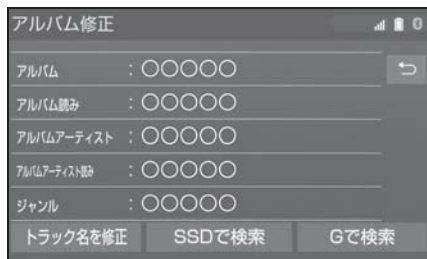 アルバム修正
アルバム : ○○○○○
アルバム読み : ○○○○○
アルバムアーティスト : ○○○○○
アルバムアーティスト読み : ○○○○○
ジャンル : ○○○○○
トラック名を修正 SSDで検索 Gで検索